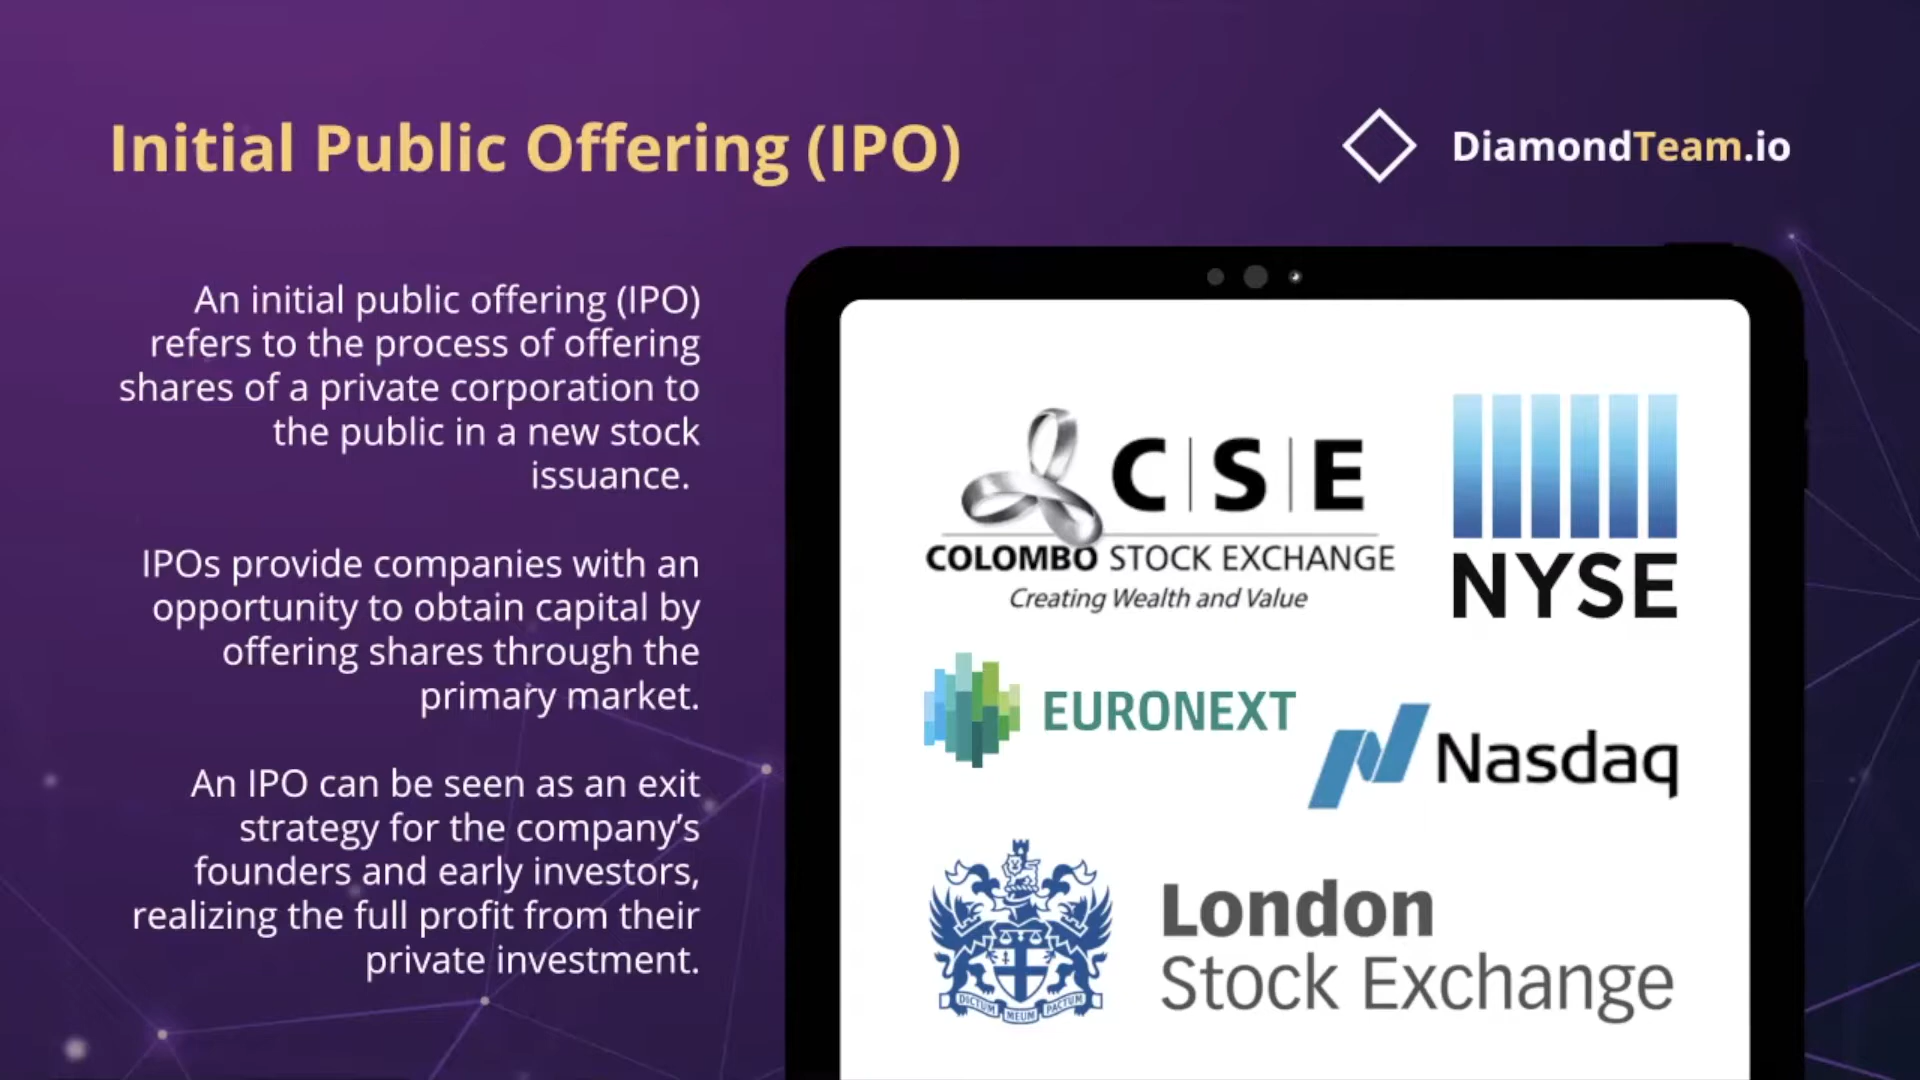 Initial Public Offering (IPO)
DiamondTeam.io
An initial public offering (IPO)
refers to the process of offering
shares of a private corporation to
the public in a new stock
issuance.
IPOs provide companies with an
opportunity to obtain capital by
offering shares through the
primary market.
An IPO can be seen as an exit
strategy for the company’s
founders and early investors,
realizing the full profit from their
private investment.
C|S|E
COLOMBO STOCK EXCHANGE
Creating Wealth and Value
NYSE
EURONEXT
Nasdaq
DICTUM MEUM PACTUM
London
Stock Exchange